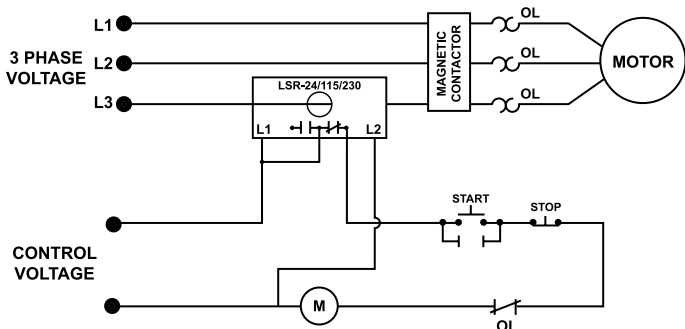 L1
OL
3 PHASE
VOLTAGE
L2
MAGNETIC
CONTACTOR
OL
MOTOR
LSR-24/115/230
L3
OL
L1
L2
START
STOP
CONTROL
VOLTAGE
M
OL